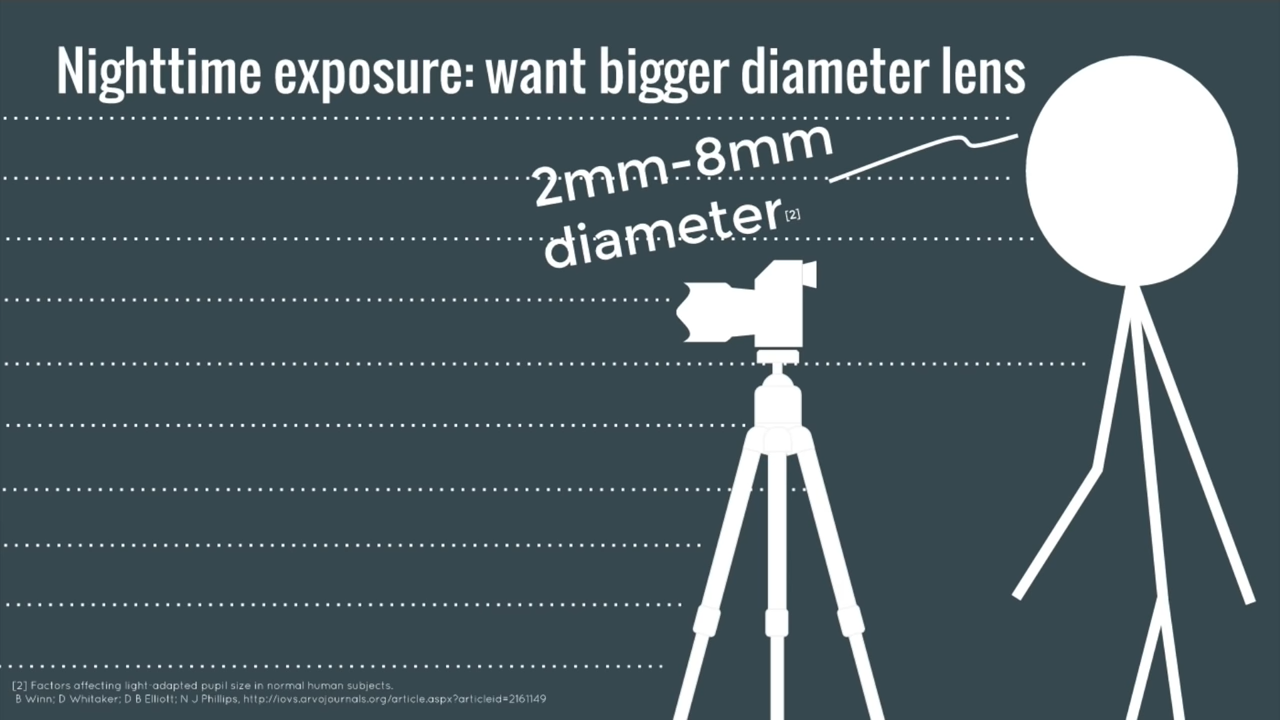 Nighttime exposure: want bigger diameter lens
2mm-8mm
diameter[2]
[2] Factors affecting light-adapted pupil size in normal human subjects.
B Winn; D Whitaker; D B Elliott; N J Phillips, http://iovs.arvojournals.org/article.aspx?articleid=2161149